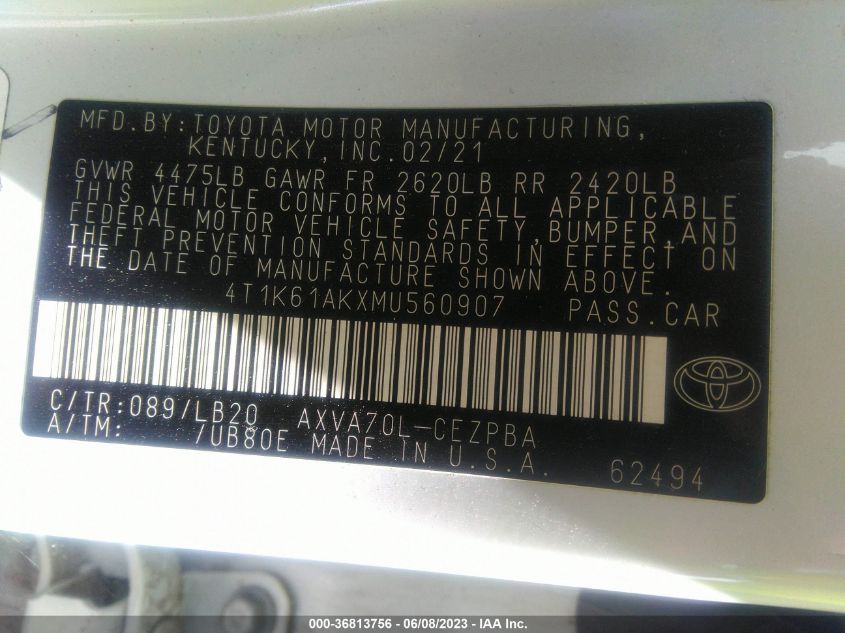 MFD.BY:TOYOTA MOTOR MANUFACTURING,
KENTUCKY,INC.02/21
GVWR 4475LB GAWR FR 2620LB RR 2420LB
THIS VEHICLE CONFORMS TO ALL APPLICABLE
FEDERAL MOTOR VEHICLE SAFETY,BUMPER,AND
THEFT PREVENTION STANDARDS IN EFFECT ON
THE DATE OF MANUFACTURE SHOWN ABOVE.
4T1K61AKXMU560907 PASS.CAR
C/TR:089/LB20 AXVA70L-CEZPBA
A/TM: /UB80E MADE IN U.S.A. 62494
000-36813756 - 06/08/2023 - IAA Inc.